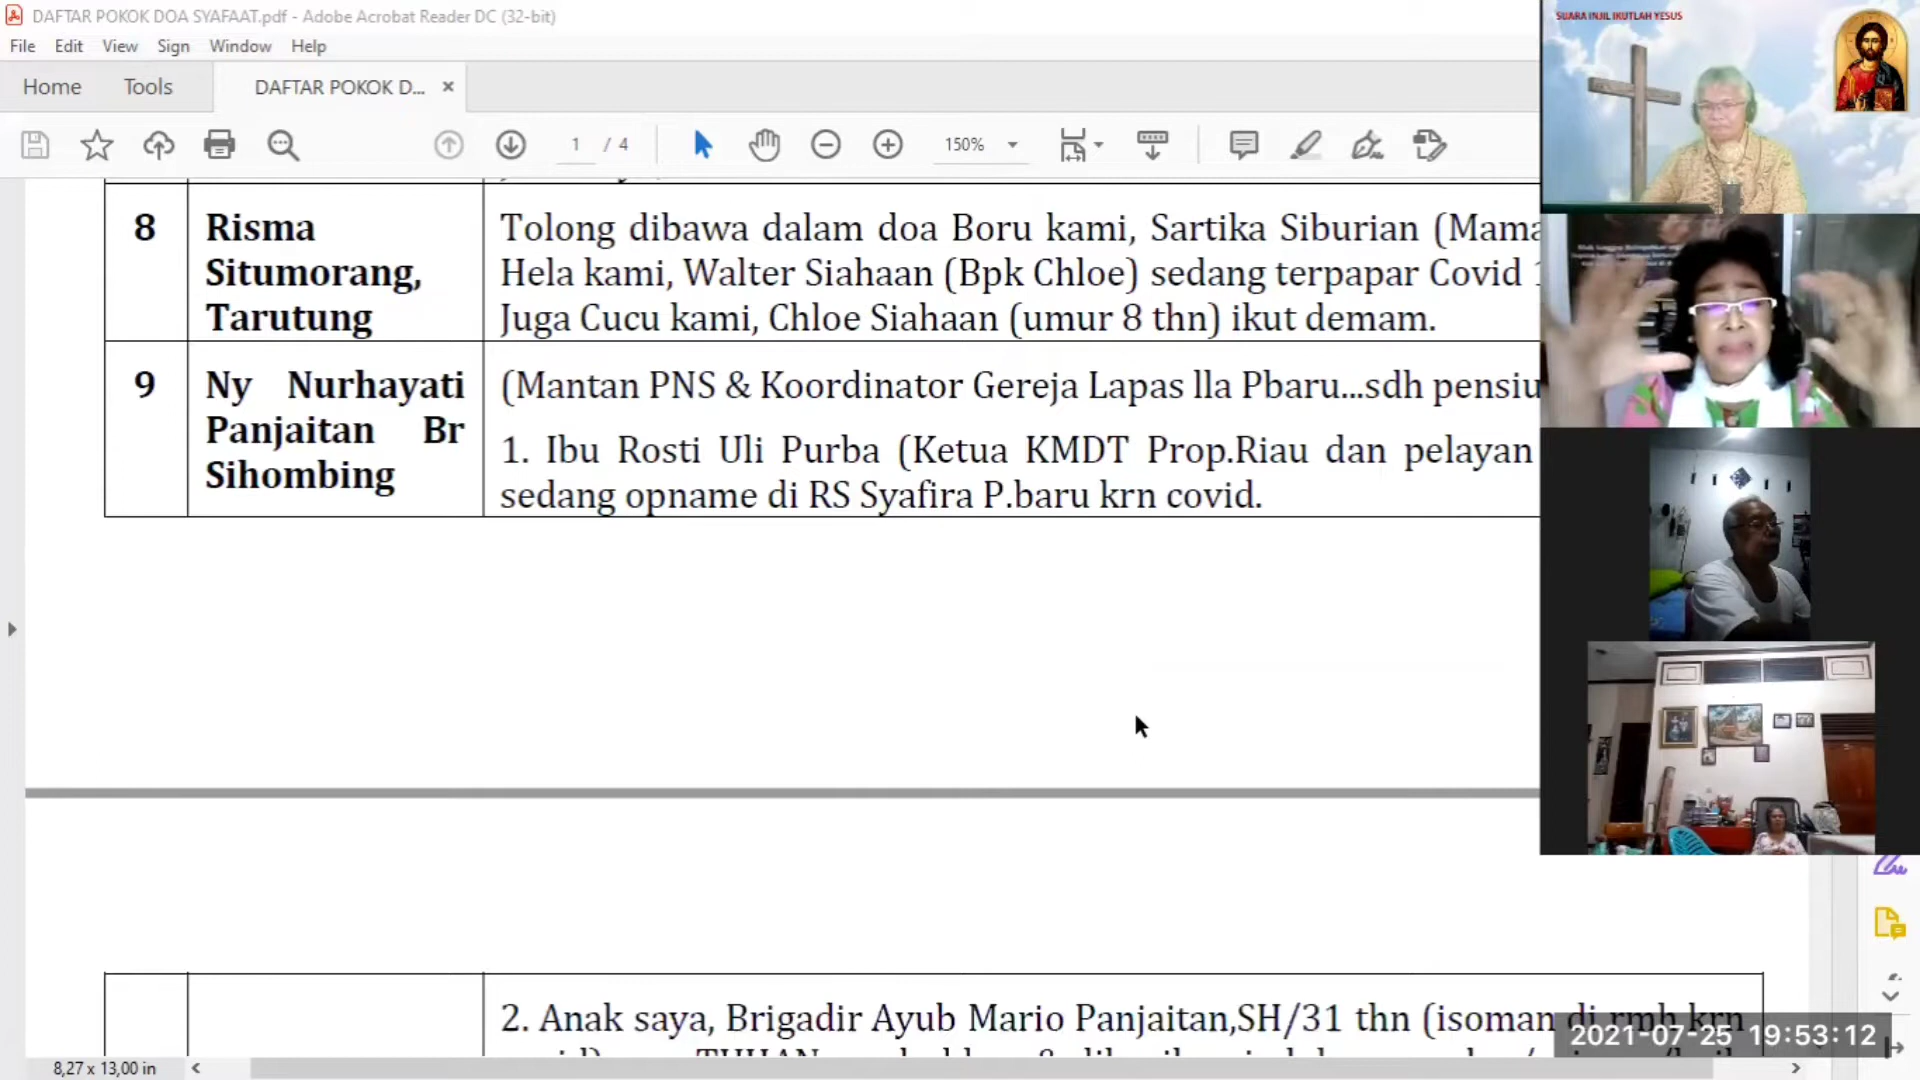 DAFTAR POKOK DOA SYAFAAT.pdf - Adobe Acrobat Reader DC (32-bit)
File Edit View Sign Window Help
Home Tools DAFTAR POKOK D... ×
1 / 4 150%
SUARA INJIL IKUTLAH YESUS
8 Risma Situmorang, Tarutung
Tolong dibawa dalam doa Boru kami, Sartika Siburian (Mama
Hela kami, Walter Siahaan (Bpk Chloe) sedang terpapar Covid
Juga Cucu kami, Chloe Siahaan (umur 8 thn) ikut demam.
9 Ny Nurhayati Panjaitan Br Sihombing
(Mantan PNS & Koordinator Gereja Lapas lla Pbaru...sdh pensiu
1. Ibu Rosti Uli Purba (Ketua KMDT Prop.Riau dan pelayan
sedang opname di RS Syafira P.baru krn covid.
2. Anak saya, Brigadir Ayub Mario Panjaitan,SH/31 thn (isoman di rmh krn
2021-07-25 19:53:12
8,27 x 13,00 in